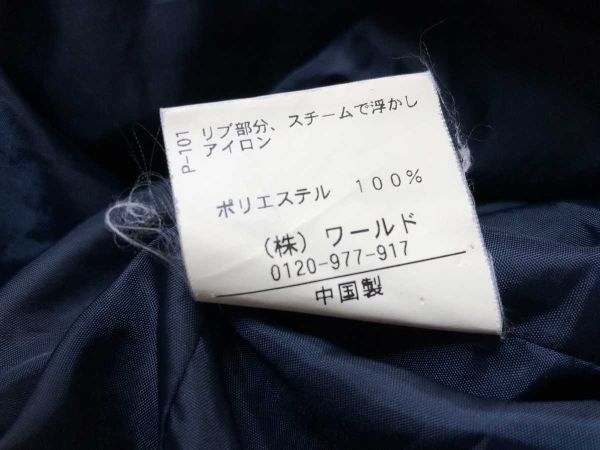 P-101
リブ部分、スチームで浮かし
アイロン
ポリエステル 100%
(株) ワールド
0120-977-917
中国製